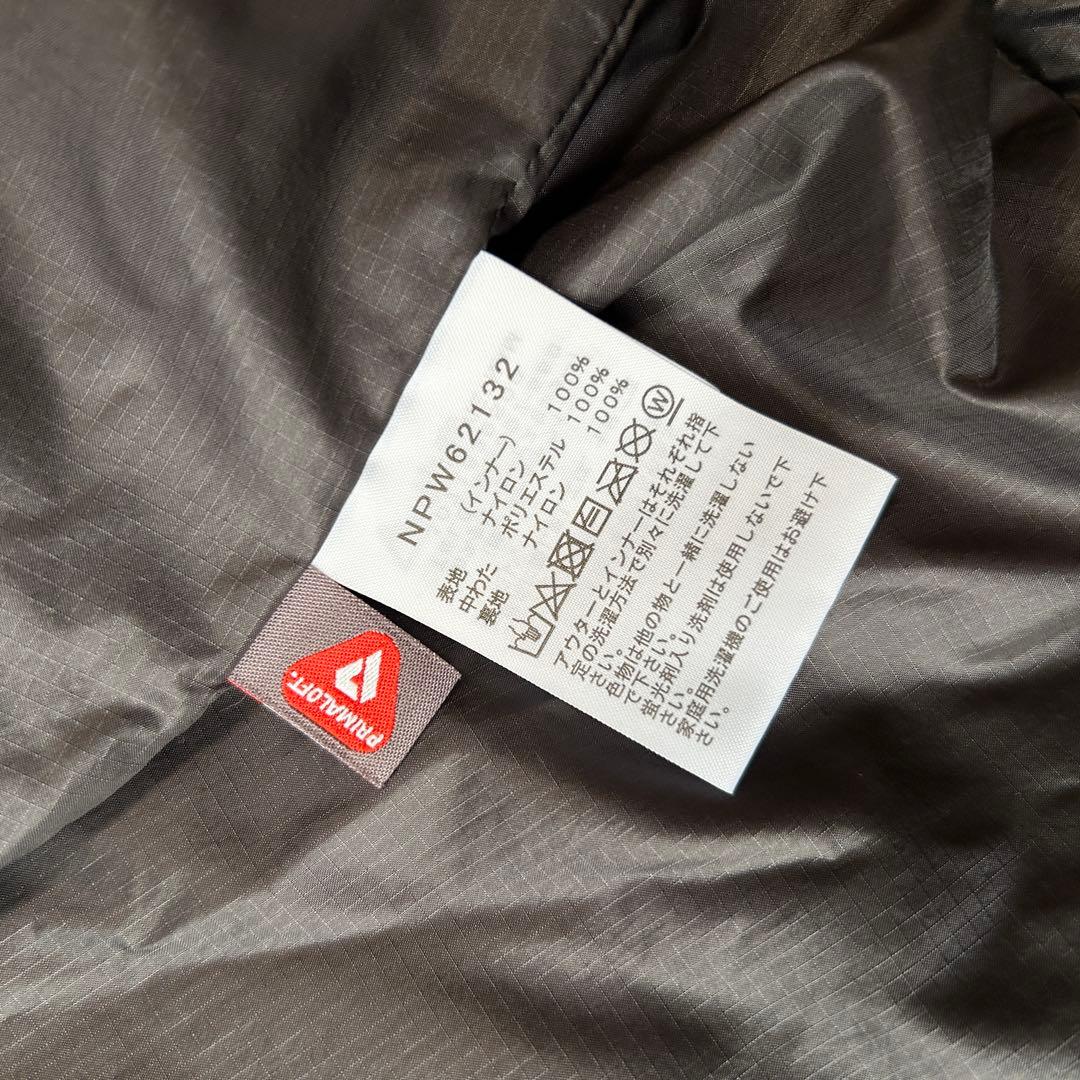 NPW62132
(インナー)
表地 ナイロン 100%
中わた ポリエステル 100%
裏地 ナイロン 100%
W
アウターとインナーはそれぞれ指
定の洗濯方法で別々に洗濯して下
さい。
色物は他の物と一緒に洗濯しない
で下さい。
蛍光剤入り洗剤は使用しないで下
さい。
家庭用洗濯機のご使用はお避け下
さい。
PRIMALOFT.